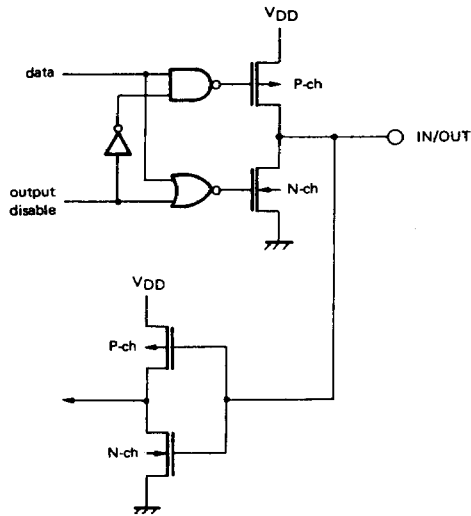 VDD
data
P-ch
IN/OUT
output
disable
N-ch
VDD
P-ch
N-ch